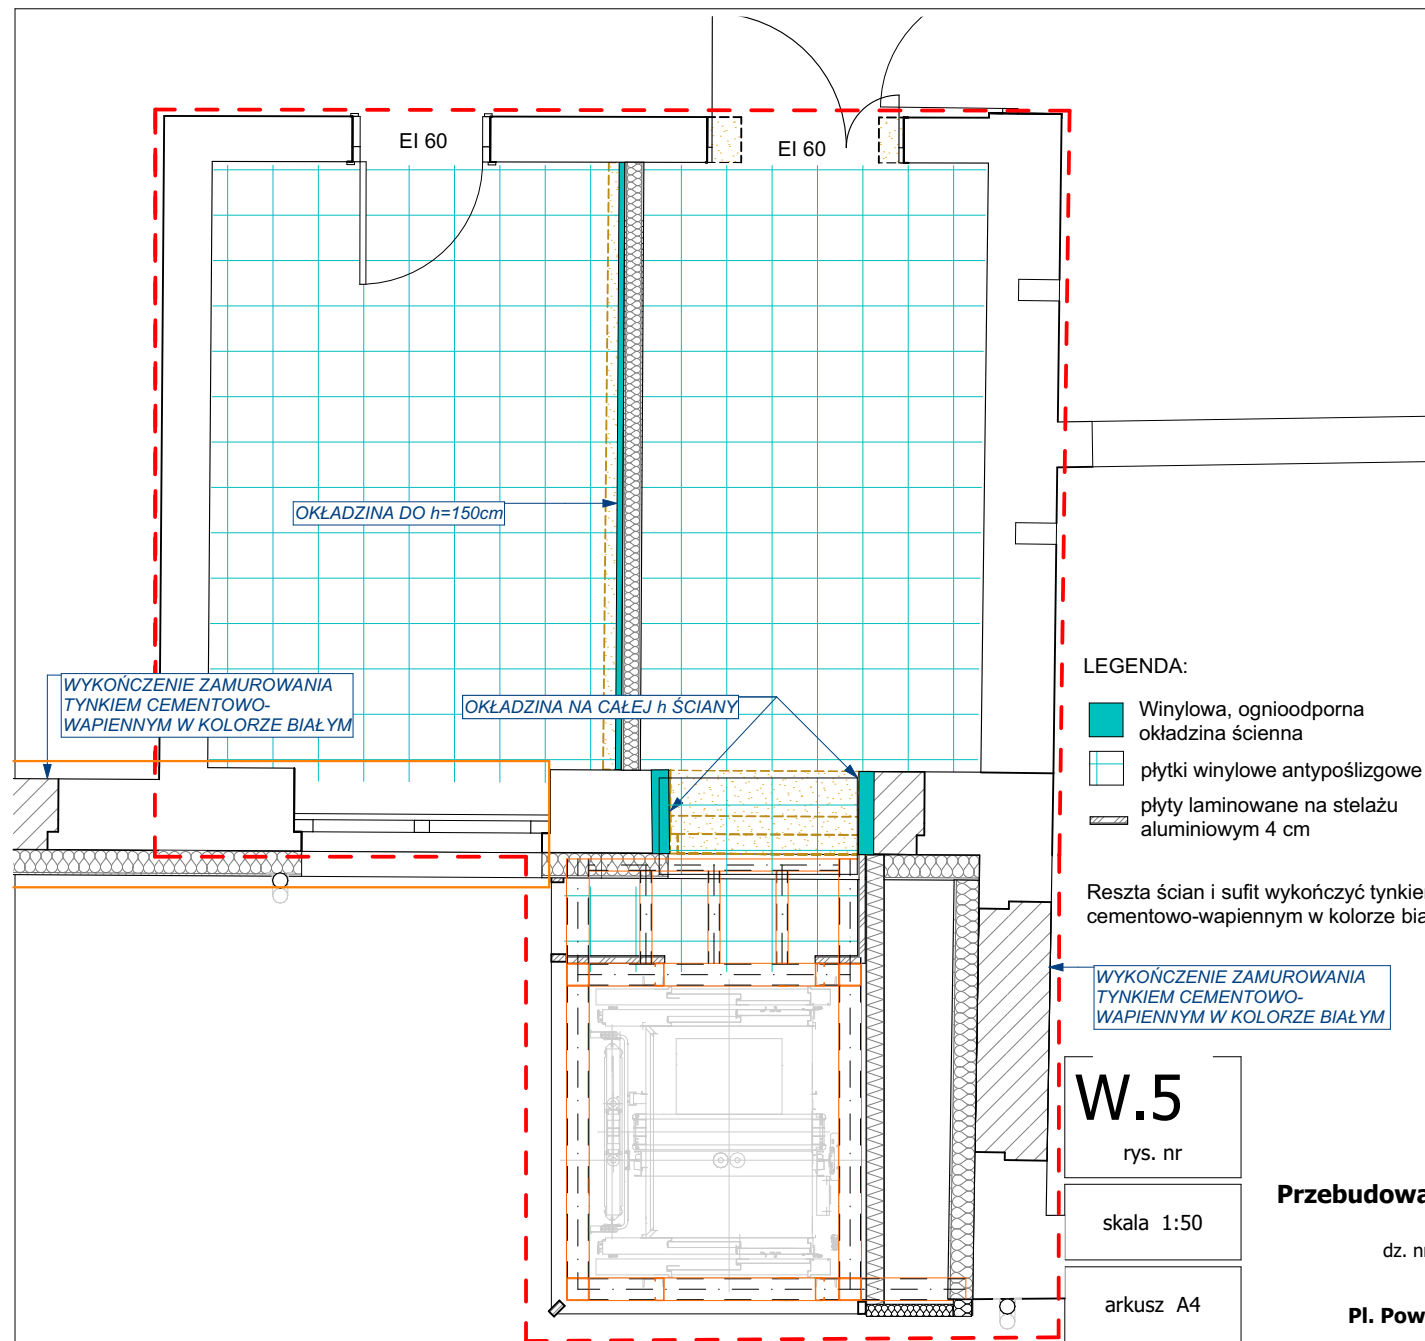 EI 60
EI 60
OKŁADZINA DO h=150cm
WYKOŃCZENIE ZAMUROWANIA
TYNKIEM CEMENTOWO-
WAPIENNYM W KOLORZE BIAŁYM
OKŁADZINA NA CAŁEJ h ŚCIANY
LEGENDA:
Winylowa, ognioodporna
okładzina ścienna
płytki winylowe antypoślizgowe
płyty laminowane na stelażu
aluminiowym 4 cm
Reszta ścian i sufit wykończyć
cementowo-wapiennym w kolorze
WYKOŃCZENIE ZAMUROWANIA
TYNKIEM CEMENTOWO-
WAPIENNYM W KOLORZE BIAŁYM
W.5
rys. nr
skala 1:50
arkusz A4
Przebudowa
dz.
Pl.